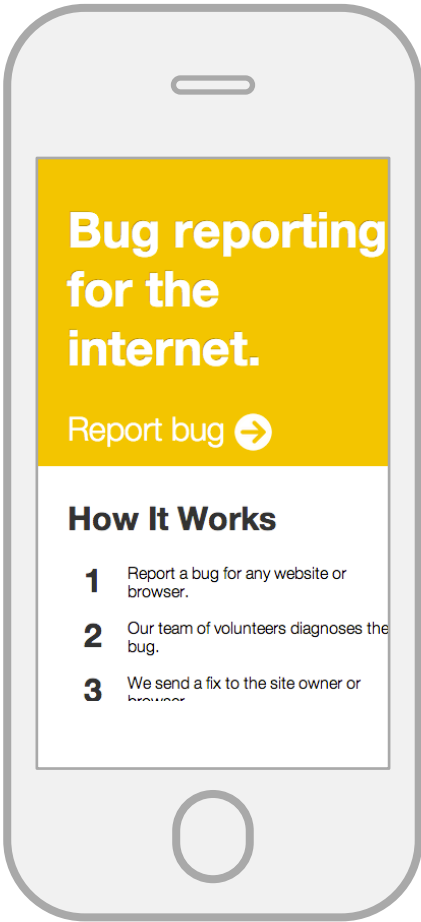 Bug reporting
for the
internet.
Report bug
How It Works
1 Report a bug for any website or
browser.
2 Our team of volunteers diagnoses the
bug.
3 We send a fix to the site owner or
browser